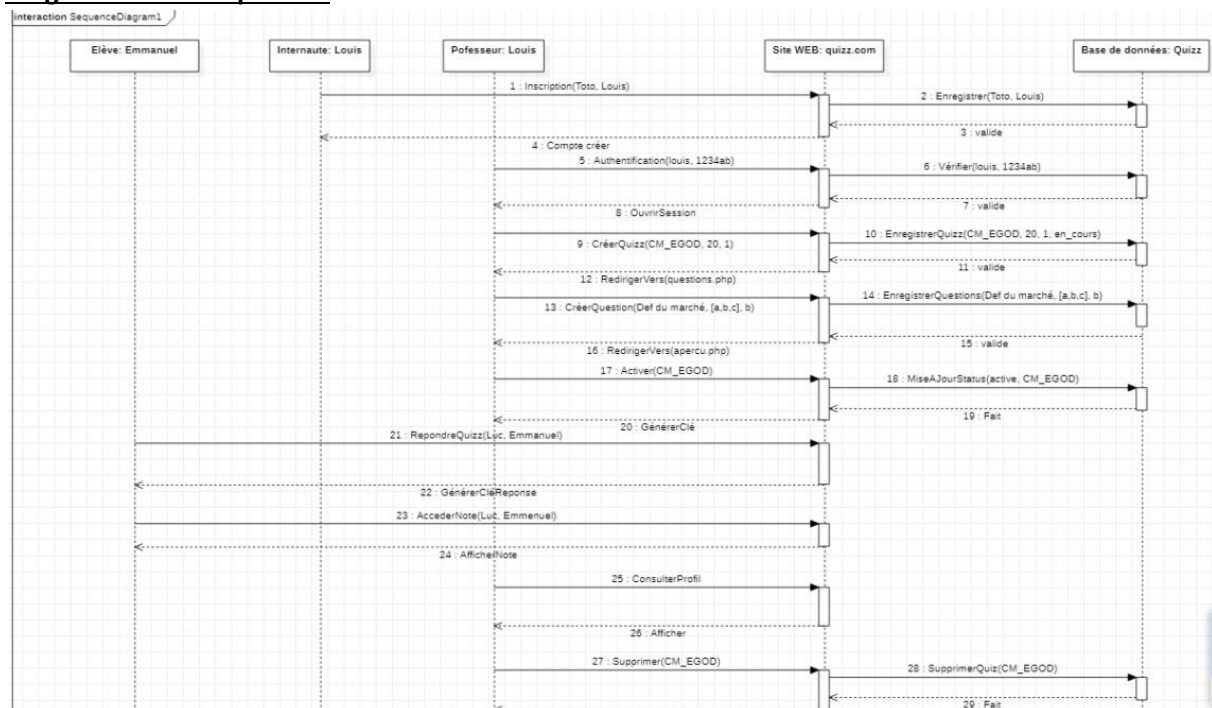 interaction SequenceDiagram1
Elève: Emmanuel
Internaute: Louis
Pofesseur: Louis
Site WEB: quizz.com
Base de données: Quizz
1 : Inscription(Toto, Louis)
2 : Enregistrer(Toto, Louis)
3 : valide
4 : Compte créer
5 : Authentification(louis, 1234ab)
6 : Vérifier(louis, 1234ab)
7 : valide
8 : OuvrirSession
9 : CréerQuizz(CM_EGOD, 20, 1)
10 : EnregistrerQuizz(CM_EGOD, 20, 1, en_cours)
11 : valide
12 : RedirigerVers(questions.php)
13 : CréerQuestion(Def du marché, [a,b,c], b)
14 : EnregistrerQuestions(Def du marché, [a,b,c], b)
15 : valide
16 : RedirigerVers(apercu.php)
17 : Activer(CM_EGOD)
18 : MiseAJourStatus(active, CM_EGOD)
19 : Fait
20 : GénérerClé
21 : RepondreQuizz(Luc, Emmanuel)
22 : GénérerCléReponse
23 : AccederNote(Luc, Emmenuel)
24 : AfficherNote
25 : ConsulterProfil
26 : Afficher
27 : Supprimer(CM_EGOD)
28 : SupprimerQuiz(CM_EGOD)
29 : Fait